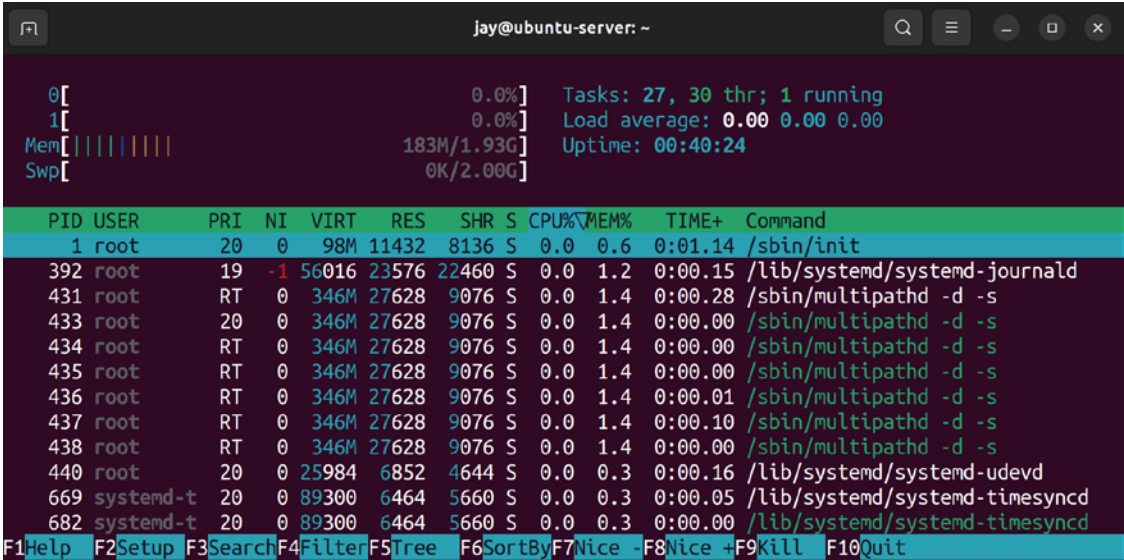 jay@ubuntu-server: ~
0[ 0.0%] Tasks: 27, 30 thr; 1 running
1[ 0.0%] Load average: 0.00 0.00 0.00
Mem[|||||||||| 183M/1.93G] Uptime: 00:40:24
Swp[ 0K/2.00G]
PID USER PRI NI VIRT RES SHR S CPU%▽MEM% TIME+ Command
1 root 20 0 98M 11432 8136 S 0.0 0.6 0:01.14 /sbin/init
392 root 19 -1 56016 23576 22460 S 0.0 1.2 0:00.15 /lib/systemd/systemd-journald
431 root RT 0 346M 27628 9076 S 0.0 1.4 0:00.28 /sbin/multipathd -d -s
433 root 20 0 346M 27628 9076 S 0.0 1.4 0:00.00 /sbin/multipathd -d -s
434 root RT 0 346M 27628 9076 S 0.0 1.4 0:00.00 /sbin/multipathd -d -s
435 root RT 0 346M 27628 9076 S 0.0 1.4 0:00.00 /sbin/multipathd -d -s
436 root RT 0 346M 27628 9076 S 0.0 1.4 0:00.01 /sbin/multipathd -d -s
437 root RT 0 346M 27628 9076 S 0.0 1.4 0:00.10 /sbin/multipathd -d -s
438 root RT 0 346M 27628 9076 S 0.0 1.4 0:00.00 /sbin/multipathd -d -s
440 root 20 0 25984 6852 4644 S 0.0 0.3 0:00.16 /lib/systemd/systemd-udevd
669 systemd-t 20 0 89300 6464 5660 S 0.0 0.3 0:00.05 /lib/systemd/systemd-timesyncd
682 systemd-t 20 0 89300 6464 5660 S 0.0 0.3 0:00.00 /lib/systemd/systemd-timesyncd
F1Help F2Setup F3SearchF4FilterF5Tree F6SortByF7Nice -F8Nice +F9Kill F10Quit